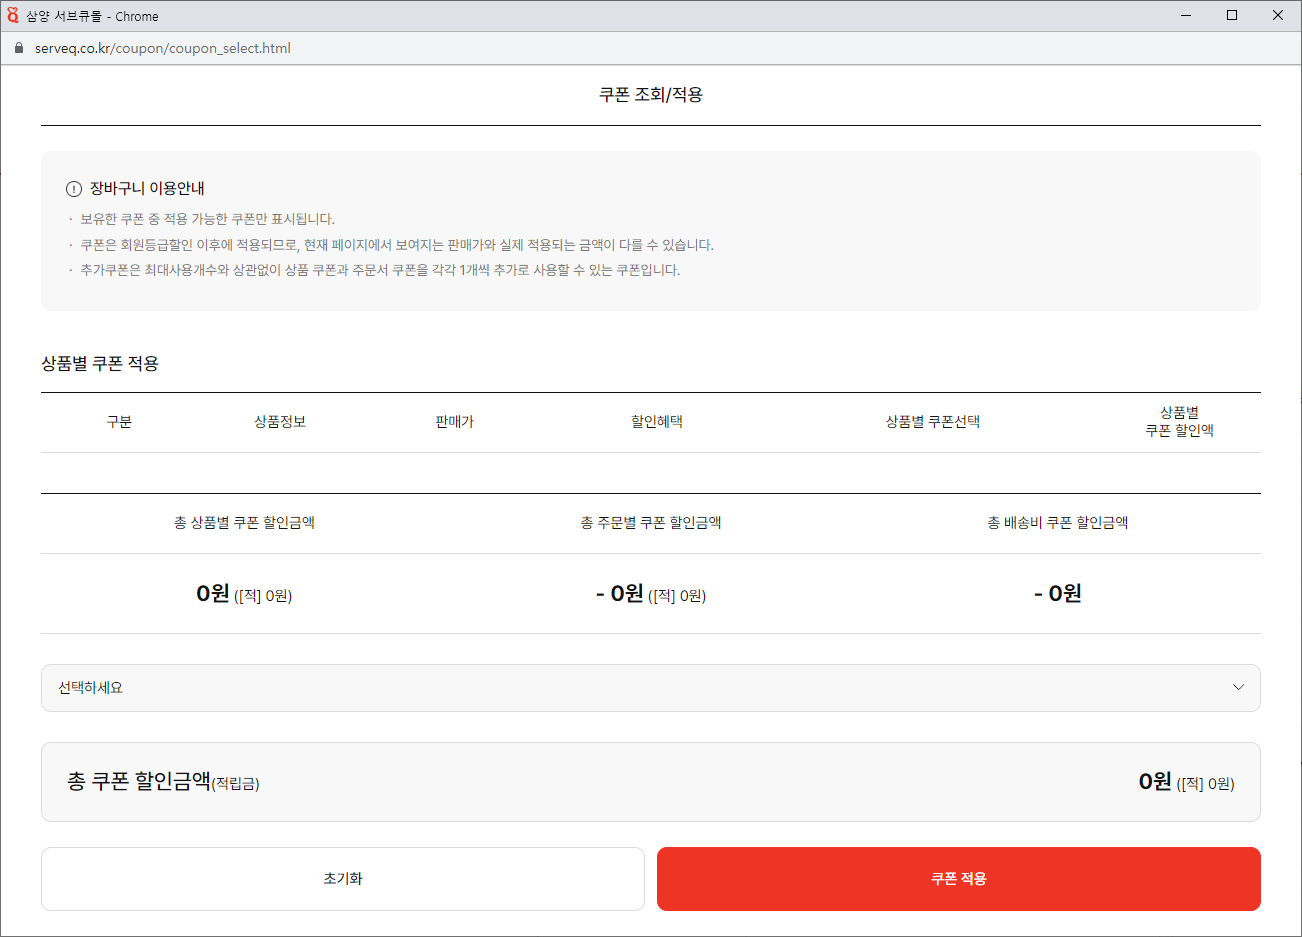 삼양 서브큐몰 - Chrome
serveq.co.kr/coupon/coupon_select.html
쿠폰 조회/적용
장바구니 이용안내
· 보유한 쿠폰 중 적용 가능한 쿠폰만 표시됩니다.
· 쿠폰은 회원등급할인 이후에 적용되므로, 현재 페이지에서 보여지는 판매가와 실제 적용되는 금액이 다를 수 있습니다.
· 추가쿠폰은 최대사용개수와 상관없이 상품 쿠폰과 주문서 쿠폰을 각각 1개씩 추가로 사용할 수 있는 쿠폰입니다.
상품별 쿠폰 적용
구분 상품정보 판매가 할인혜택 상품별 쿠폰선택 상품별
쿠폰 할인액
총 상품별 쿠폰 할인금액 총 주문별 쿠폰 할인금액 총 배송비 쿠폰 할인금액
0원 ([적] 0원) - 0원 ([적] 0원) - 0원
선택하세요
총 쿠폰 할인금액(적립금) 0원 ([적] 0원)
초기화 쿠폰 적용